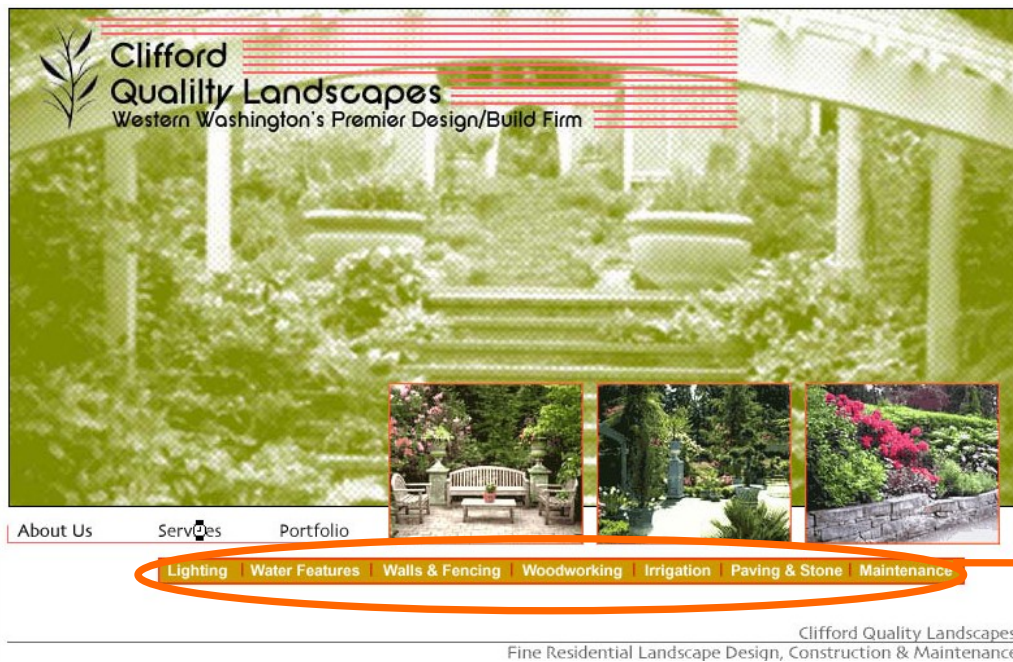 Clifford
Qualilty Landscapes
Western Washington's Premier Design/Build Firm
About Us Services Portfolio
Lighting | Water Features | Walls & Fencing | Woodworking | Irrigation | Paving & Stone | Maintenance
Clifford Quality Landscapes
Fine Residential Landscape Design, Construction & Maintenance